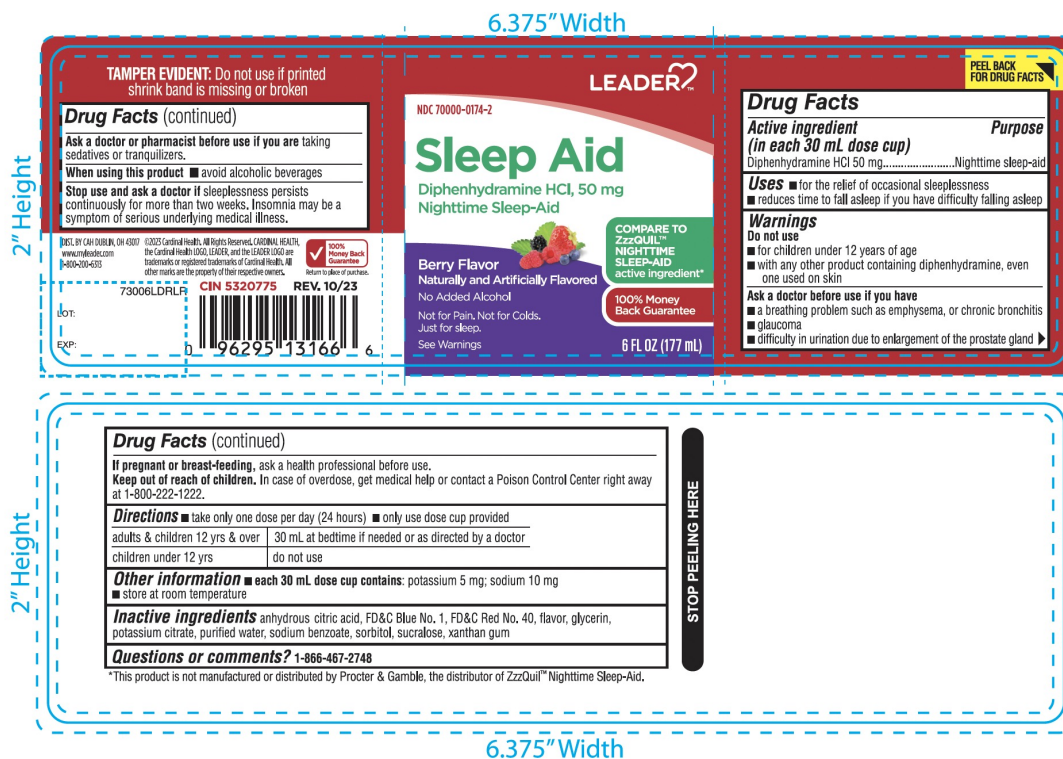 6.375” Width
2” Height
TAMPER EVIDENT: Do not use if printed
shrink band is missing or broken
Drug Facts (continued)
Ask a doctor or pharmacist before use if you are taking
sedatives or tranquilizers.
When using this product ■ avoid alcoholic beverages
Stop use and ask a doctor if sleeplessness persists
continuously for more than two weeks. Insomnia may be a
symptom of serious underlying medical illness.
DIST. BY CAH DUBLIN, OH 43017
www.myleader.com
1-800-200-6313
©2023 Cardinal Health. All Rights Reserved. CARDINAL HEALTH,
the Cardinal Health LOGO, LEADER, and the LEADER LOGO are
trademarks or registered trademarks of Cardinal Health. All
other marks are the property of their respective owners.
100%
Money Back
Guarantee
Return to place of purchase.
73006LDRLF
CIN 5320775 REV. 10/23
LOT:
EXP:
0 96295 13166 6
LEADER™
NDC 70000-0174-2
Sleep Aid
Diphenhydramine HCl, 50 mg
Nighttime Sleep-Aid
COMPARE TO
ZzzQUIL™
NIGHTTIME
SLEEP-AID
active ingredient*
100% Money
Back Guarantee
Berry Flavor
Naturally and Artificially Flavored
No Added Alcohol
Not for Pain. Not for Colds.
Just for sleep.
See Warnings
6 FL OZ (177 mL)
PEEL BACK
FOR DRUG FACTS
Drug Facts
Active ingredient Purpose
(in each 30 mL dose cup)
Diphenhydramine HCl 50 mg.......................Nighttime sleep-aid
Uses ■ for the relief of occasional sleeplessness
■ reduces time to fall asleep if you have difficulty falling asleep
Warnings
Do not use
■ for children under 12 years of age
■ with any other product containing diphenhydramine, even
one used on skin
Ask a doctor before use if you have
■ a breathing problem such as emphysema, or chronic bronchitis
■ glaucoma
■ difficulty in urination due to enlargement of the prostate gland
2” Height
Drug Facts (continued)
If pregnant or breast-feeding, ask a health professional before use.
Keep out of reach of children. In case of overdose, get medical help or contact a Poison Control Center right away
at 1-800-222-1222.
Directions ■ take only one dose per day (24 hours) ■ only use dose cup provided
adults & children 12 yrs & over 30 mL at bedtime if needed or as directed by a doctor
children under 12 yrs do not use
Other information ■ each 30 mL dose cup contains: potassium 5 mg; sodium 10 mg
■ store at room temperature
Inactive ingredients anhydrous citric acid, FD&C Blue No. 1, FD&C Red No. 40, flavor, glycerin,
potassium citrate, purified water, sodium benzoate, sorbitol, sucralose, xanthan gum
Questions or comments? 1-866-467-2748
*This product is not manufactured or distributed by Procter & Gamble, the distributor of ZzzQuil™ Nighttime Sleep-Aid.
STOP PEELING HERE
6.375” Width